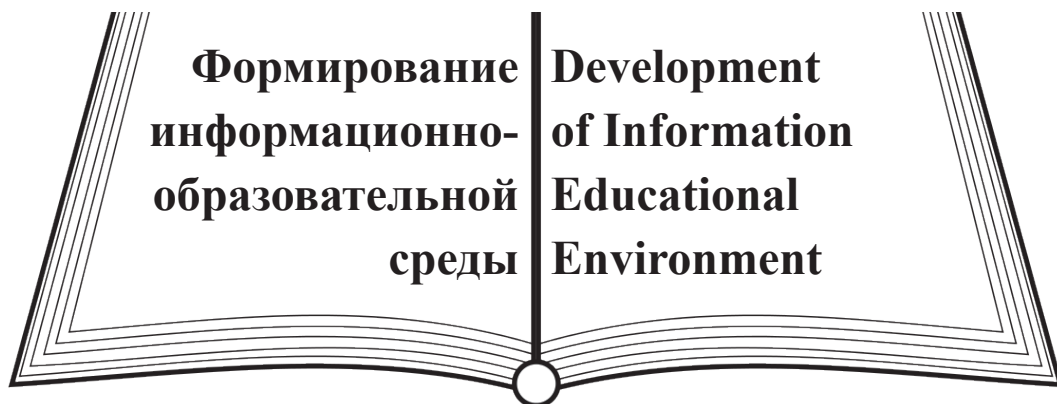 Формирование
информационно-
образовательной
среды
Development
of Information
Educational
Environment